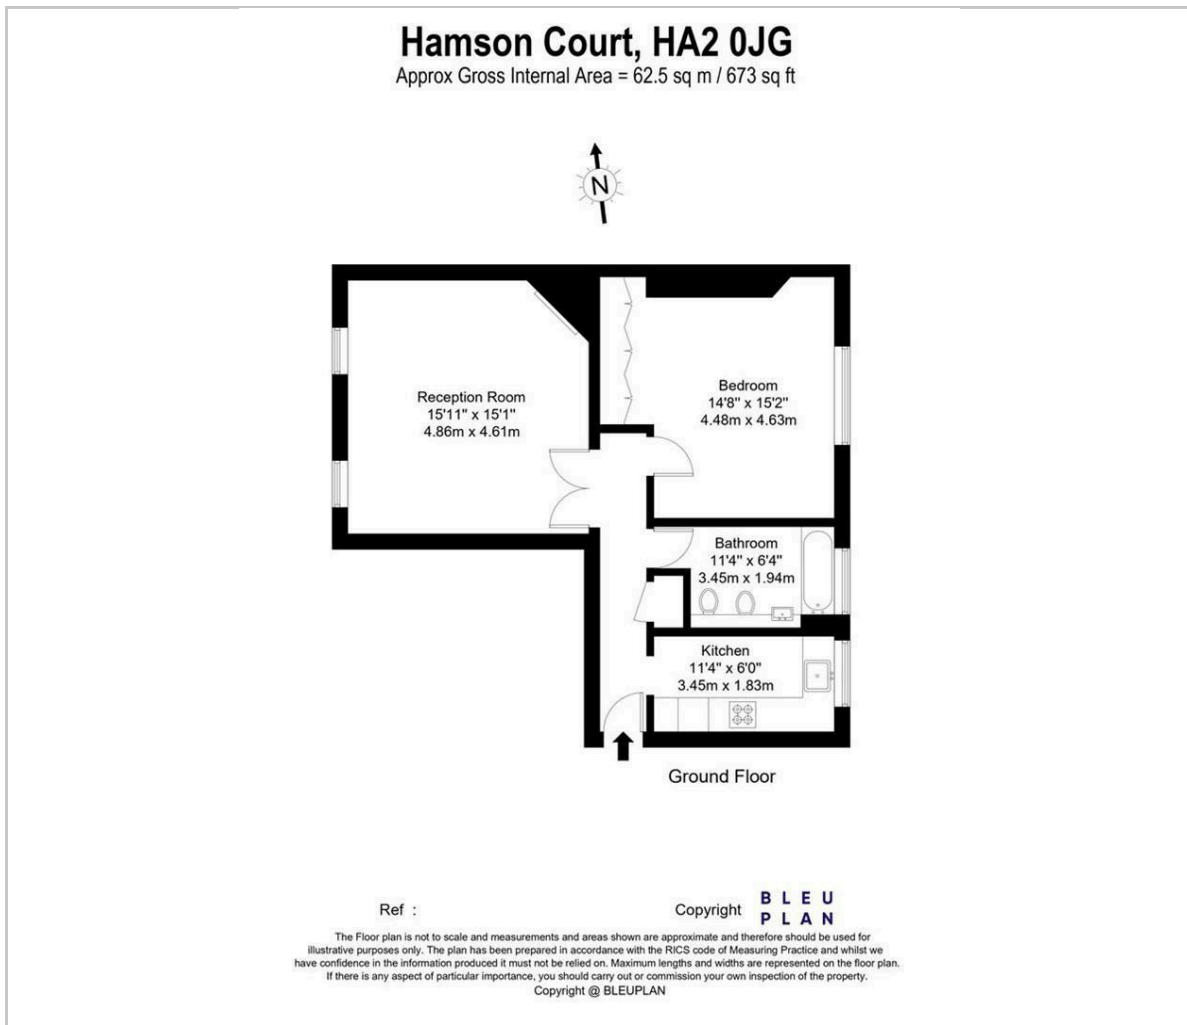 Hamson Court, HA2 0JG
Approx Gross Internal Area = 62.5 sq m / 673 sq ft
N
Reception Room
15'11" x 15'1"
4.86m x 4.61m
Bedroom
14'8" x 15'2"
4.48m x 4.63m
Bathroom
11'4" x 6'4"
3.45m x 1.94m
Kitchen
11'4" x 6'0"
3.45m x 1.83m
Ground Floor
Ref :
Copyright
BLEU
PLAN
The Floor plan is not to scale and measurements and areas shown are approximate and therefore should be used for
illustrative purposes only. The plan has been prepared in accordance with the RICS code of Measuring Practice and whilst we
have confidence in the information produced it must not be relied on. Maximum lengths and widths are represented on the floor plan.
If there is any aspect of particular importance, you should carry out or commission your own inspection of the property.
Copyright @ BLEUPLAN